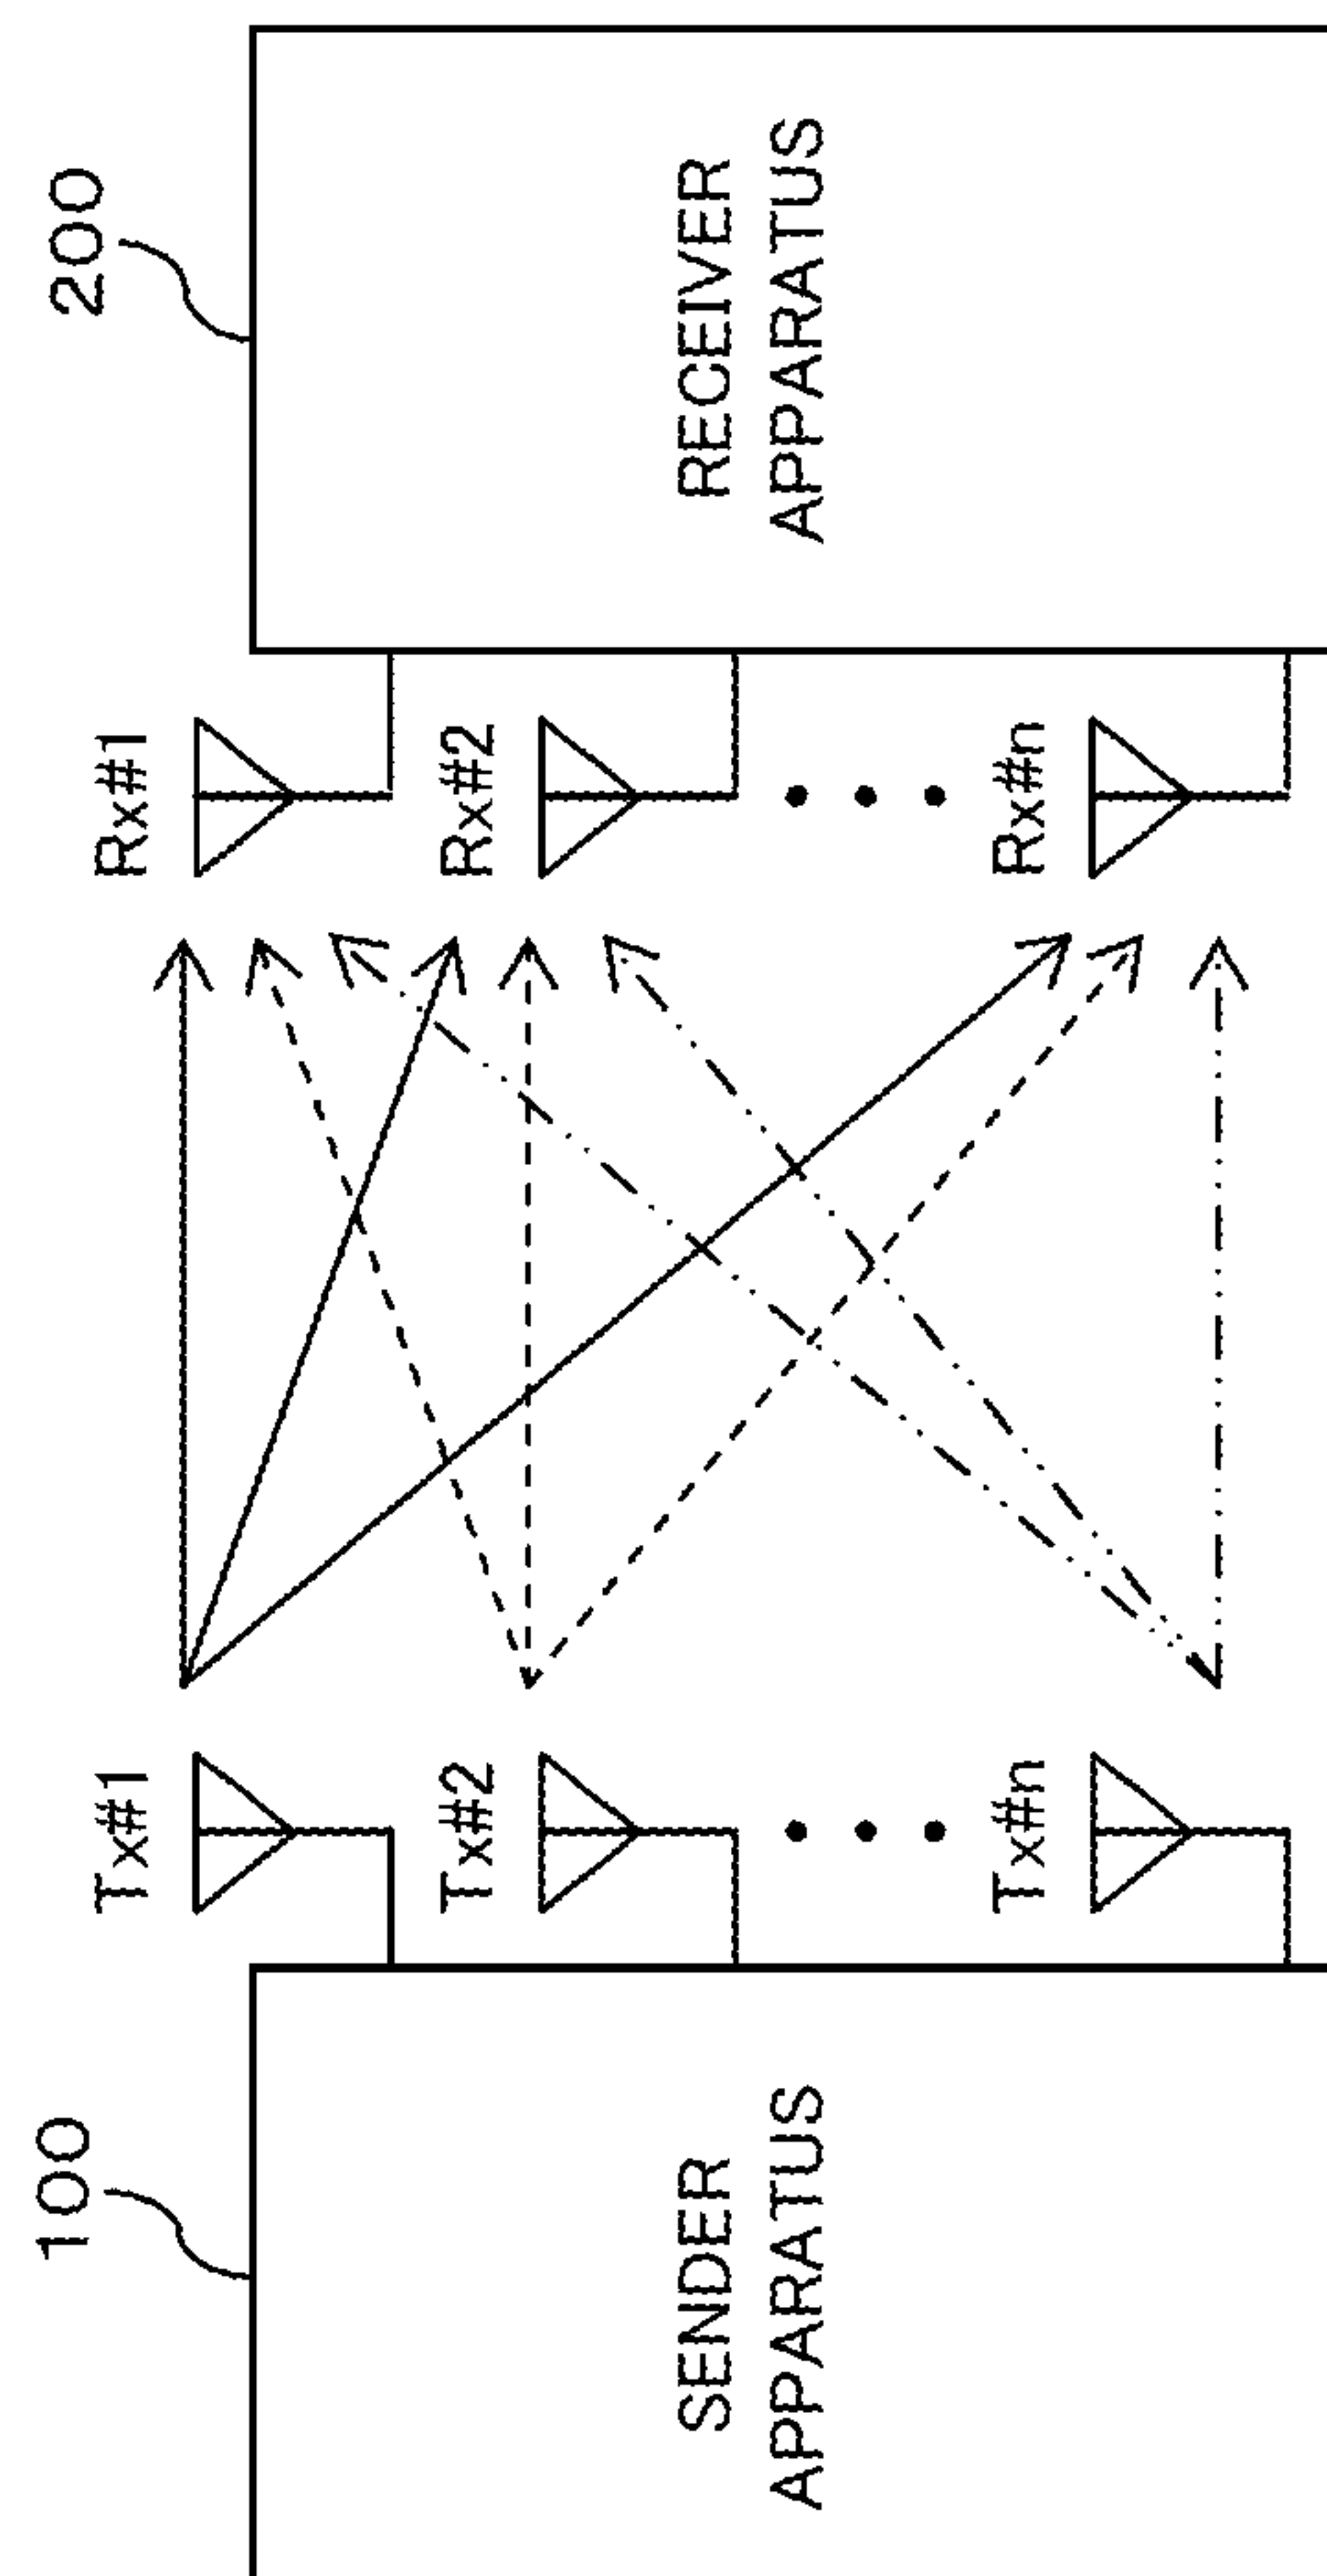 100
200
Tx#1
Rx#1
Tx#2
Rx#2
SENDER
APPARATUS
RECEIVER
APPARATUS
Tx#n
Rx#n